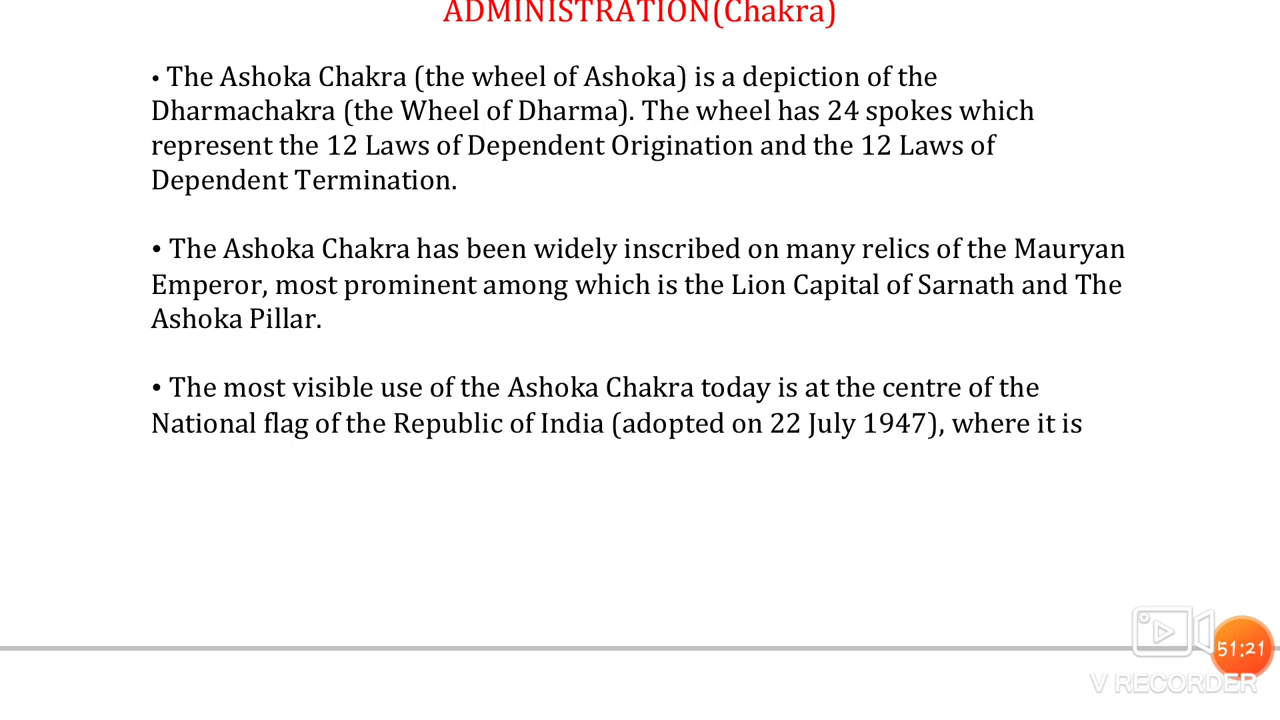 ADMINISTRATION(Chakra)
• The Ashoka Chakra (the wheel of Ashoka) is a depiction of the
Dharmachakra (the Wheel of Dharma). The wheel has 24 spokes which
represent the 12 Laws of Dependent Origination and the 12 Laws of
Dependent Termination.
• The Ashoka Chakra has been widely inscribed on many relics of the Mauryan
Emperor, most prominent among which is the Lion Capital of Sarnath and The
Ashoka Pillar.
• The most visible use of the Ashoka Chakra today is at the centre of the
National flag of the Republic of India (adopted on 22 July 1947), where it is
51:21
V RECORDER